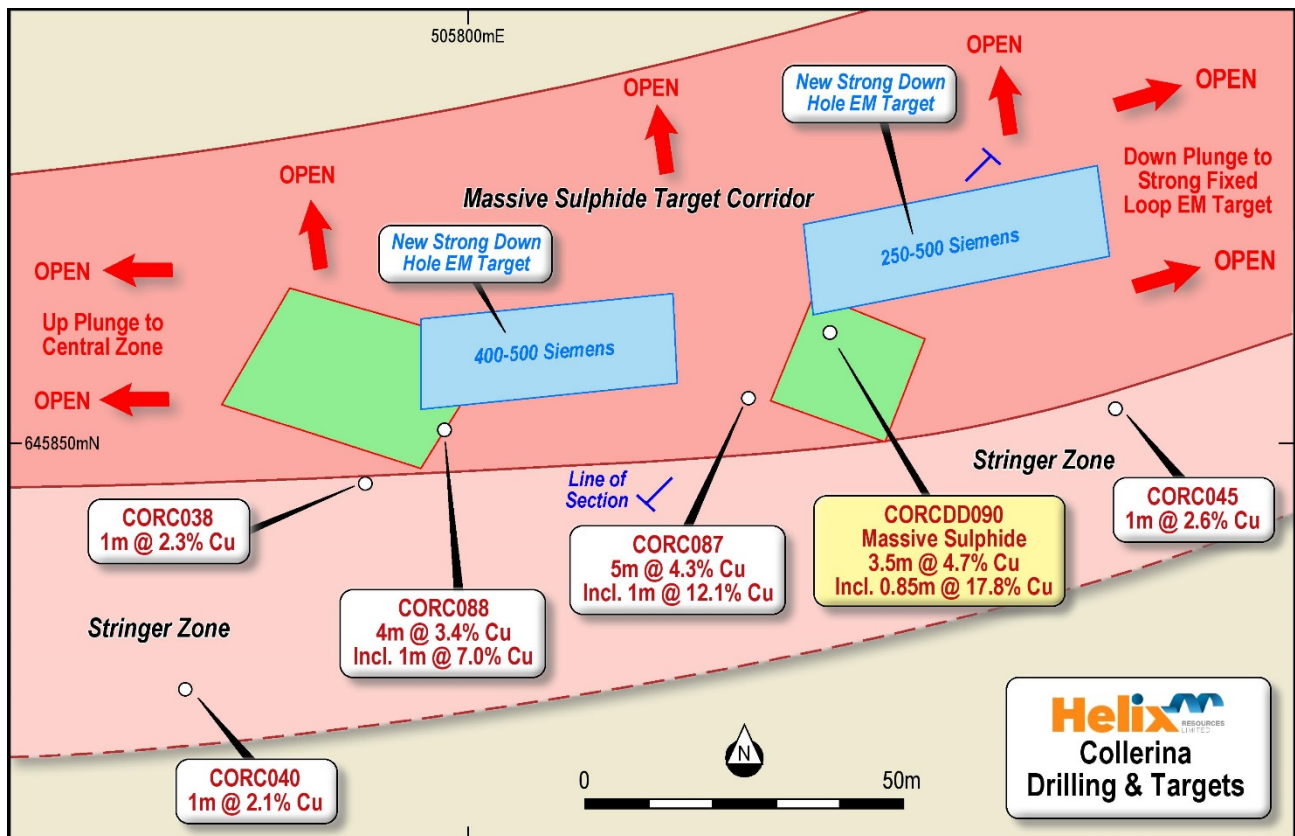 505800mE
OPEN
OPEN
OPEN
New Strong Down
Hole EM Target
OPEN
Down Plunge to
Strong Fixed
Loop EM Target
OPEN
OPEN
Massive Sulphide Target Corridor
New Strong Down
Hole EM Target
250-500 Siemens
OPEN
Up Plunge to
Central Zone
OPEN
400-500 Siemens
645850mN
Stringer Zone
Line of
Section
CORC038
1m @ 2.3% Cu
CORC088
4m @ 3.4% Cu
Incl. 1m @ 7.0% Cu
CORC087
5m @ 4.3% Cu
Incl. 1m @ 12.1% Cu
CORCDD090
Massive Sulphide
3.5m @ 4.7% Cu
Incl. 0.85m @ 17.8% Cu
CORC045
1m @ 2.6% Cu
Stringer Zone
CORC040
1m @ 2.1% Cu
N
0
50m
Helix
RESOURCES
LIMITED
Collerina
Drilling & Targets